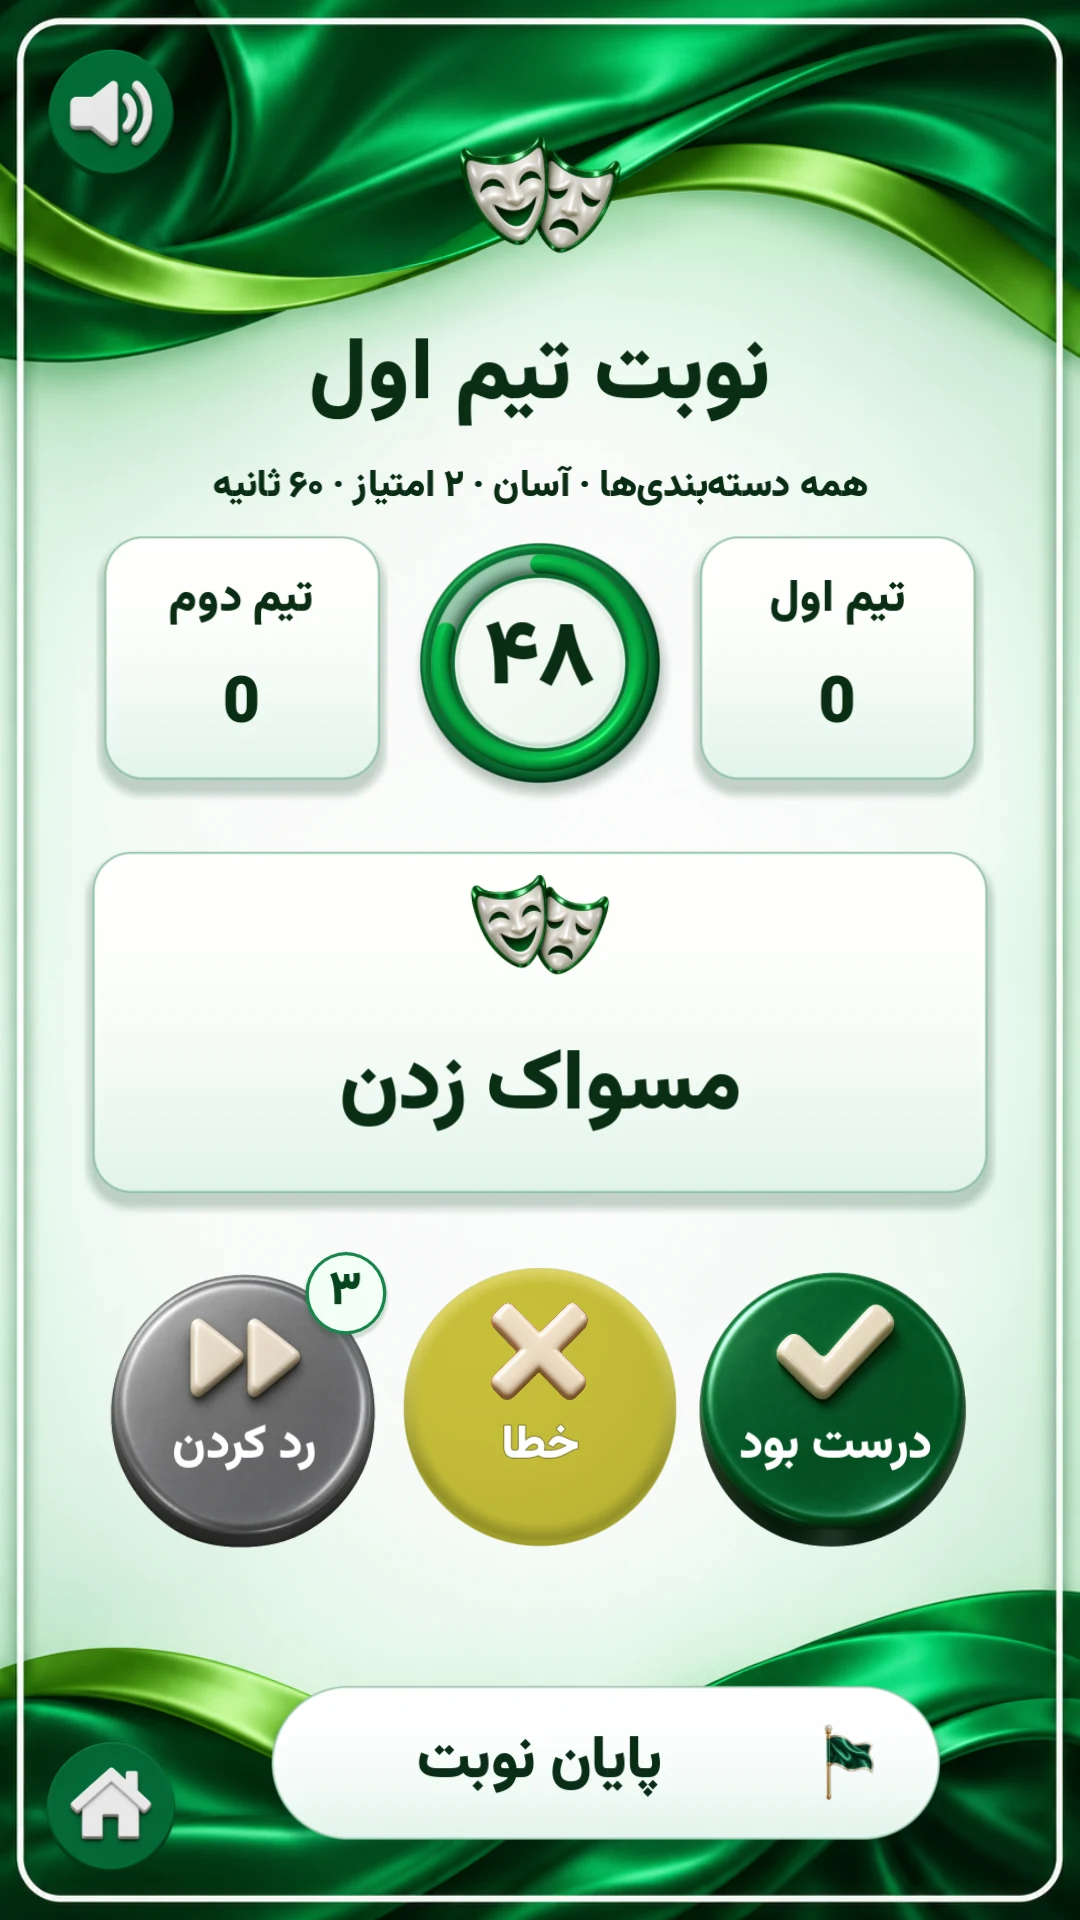 نوبت تیم اول
همه دسته‌بندی‌ها · آسان · ۲ امتیاز · ۶۰ ثانیه
تیم اول
0
۴۸
تیم دوم
0
مسواک زدن
درست بود
خطا
رد کردن
۳
پایان نوبت